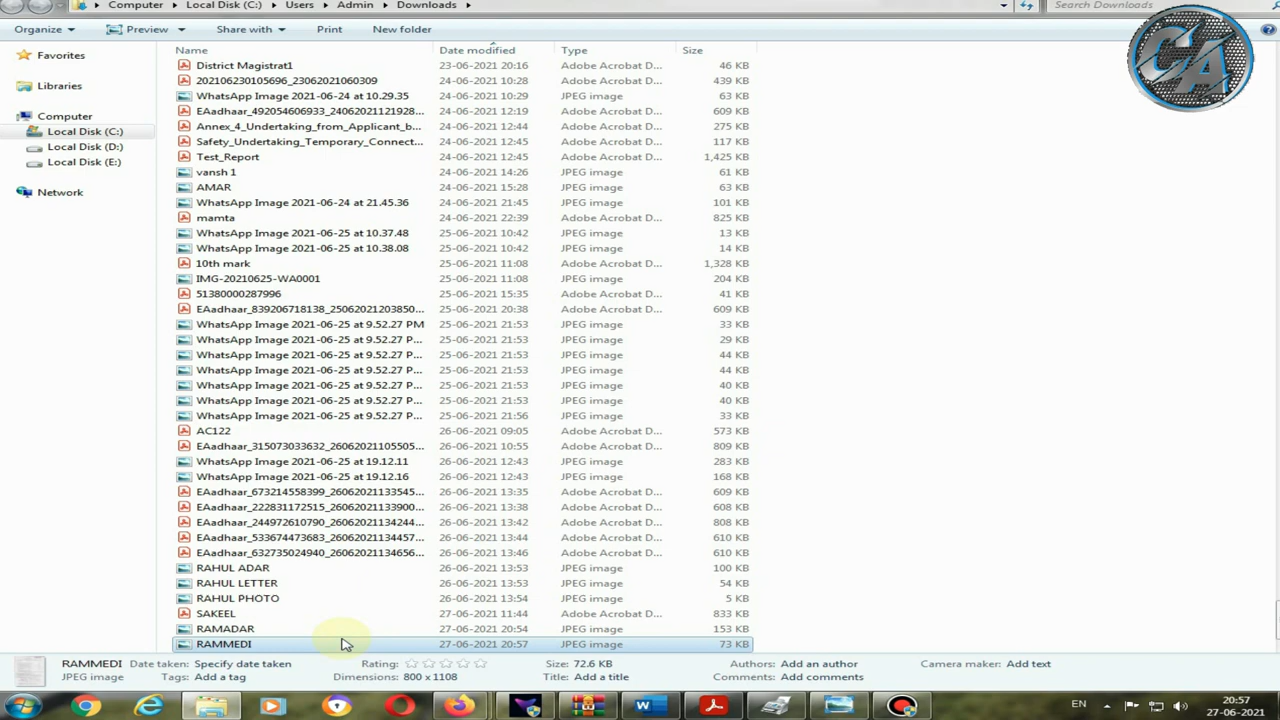 Computer ▸ Local Disk (C:) ▸ Users ▸ Admin ▸ Downloads ▸ Search Downloads
Organize Preview Share with Print New folder
CA
Favorites
Libraries
Computer
Local Disk (C:)
Local Disk (D:)
Local Disk (E:)
Network
Name Date modified Type Size
District Magistrat1 23-06-2021 20:16 Adobe Acrobat D... 46 KB
202106230105696_23062021060309 24-06-2021 10:28 Adobe Acrobat D... 439 KB
WhatsApp Image 2021-06-24 at 10.29.35 24-06-2021 10:29 JPEG image 63 KB
EAadhaar_492054606933_24062021121928... 24-06-2021 12:19 Adobe Acrobat D... 609 KB
Annex_4_Undertaking_from_Applicant_b... 24-06-2021 12:44 Adobe Acrobat D... 275 KB
Safety_Undertaking_Temporary_Connect... 24-06-2021 12:45 Adobe Acrobat D... 117 KB
Test_Report 24-06-2021 12:45 Adobe Acrobat D... 1,425 KB
vansh 1 24-06-2021 14:26 JPEG image 61 KB
AMAR 24-06-2021 15:28 JPEG image 63 KB
WhatsApp Image 2021-06-24 at 21.45.36 24-06-2021 21:45 JPEG image 101 KB
mamta 24-06-2021 22:39 Adobe Acrobat D... 825 KB
WhatsApp Image 2021-06-25 at 10.37.48 25-06-2021 10:42 JPEG image 13 KB
WhatsApp Image 2021-06-25 at 10.38.08 25-06-2021 10:42 JPEG image 14 KB
10th mark 25-06-2021 11:08 Adobe Acrobat D... 1,328 KB
IMG-20210625-WA0001 25-06-2021 11:08 JPEG image 204 KB
51380000287996 25-06-2021 15:35 Adobe Acrobat D... 41 KB
EAadhaar_839206718138_25062021203850... 25-06-2021 20:38 Adobe Acrobat D... 609 KB
WhatsApp Image 2021-06-25 at 9.52.27 PM 25-06-2021 21:53 JPEG image 33 KB
WhatsApp Image 2021-06-25 at 9.52.27 P... 25-06-2021 21:53 JPEG image 29 KB
WhatsApp Image 2021-06-25 at 9.52.27 P... 25-06-2021 21:53 JPEG image 44 KB
WhatsApp Image 2021-06-25 at 9.52.27 P... 25-06-2021 21:53 JPEG image 44 KB
WhatsApp Image 2021-06-25 at 9.52.27 P... 25-06-2021 21:53 JPEG image 40 KB
WhatsApp Image 2021-06-25 at 9.52.27 P... 25-06-2021 21:53 JPEG image 40 KB
WhatsApp Image 2021-06-25 at 9.52.27 P... 25-06-2021 21:56 JPEG image 33 KB
AC122 26-06-2021 09:05 Adobe Acrobat D... 573 KB
EAadhaar_315073033632_26062021105505... 26-06-2021 10:55 Adobe Acrobat D... 809 KB
WhatsApp Image 2021-06-25 at 19.12.11 26-06-2021 12:43 JPEG image 283 KB
WhatsApp Image 2021-06-25 at 19.12.16 26-06-2021 12:43 JPEG image 168 KB
EAadhaar_673214558399_26062021133545... 26-06-2021 13:35 Adobe Acrobat D... 609 KB
EAadhaar_222831172515_26062021133900... 26-06-2021 13:38 Adobe Acrobat D... 608 KB
EAadhaar_244972610790_26062021134244... 26-06-2021 13:42 Adobe Acrobat D... 808 KB
EAadhaar_533674473683_26062021134457... 26-06-2021 13:44 Adobe Acrobat D... 610 KB
EAadhaar_632735024940_26062021134656... 26-06-2021 13:46 Adobe Acrobat D... 610 KB
RAHUL ADAR 26-06-2021 13:53 JPEG image 100 KB
RAHUL LETTER 26-06-2021 13:53 JPEG image 54 KB
RAHUL PHOTO 26-06-2021 13:54 JPEG image 5 KB
SAKEEL 27-06-2021 11:44 Adobe Acrobat D... 833 KB
RAMADAR 27-06-2021 20:54 JPEG image 153 KB
RAMMEDI 27-06-2021 20:57 JPEG image 73 KB
RAMMEDI Date taken: Specify date taken Rating: Size: 72.6 KB Authors: Add an author Camera maker: Add text
JPEG image Tags: Add a tag Dimensions: 800 x 1108 Title: Add a title Comments: Add comments
EN 20:57
27-06-2021